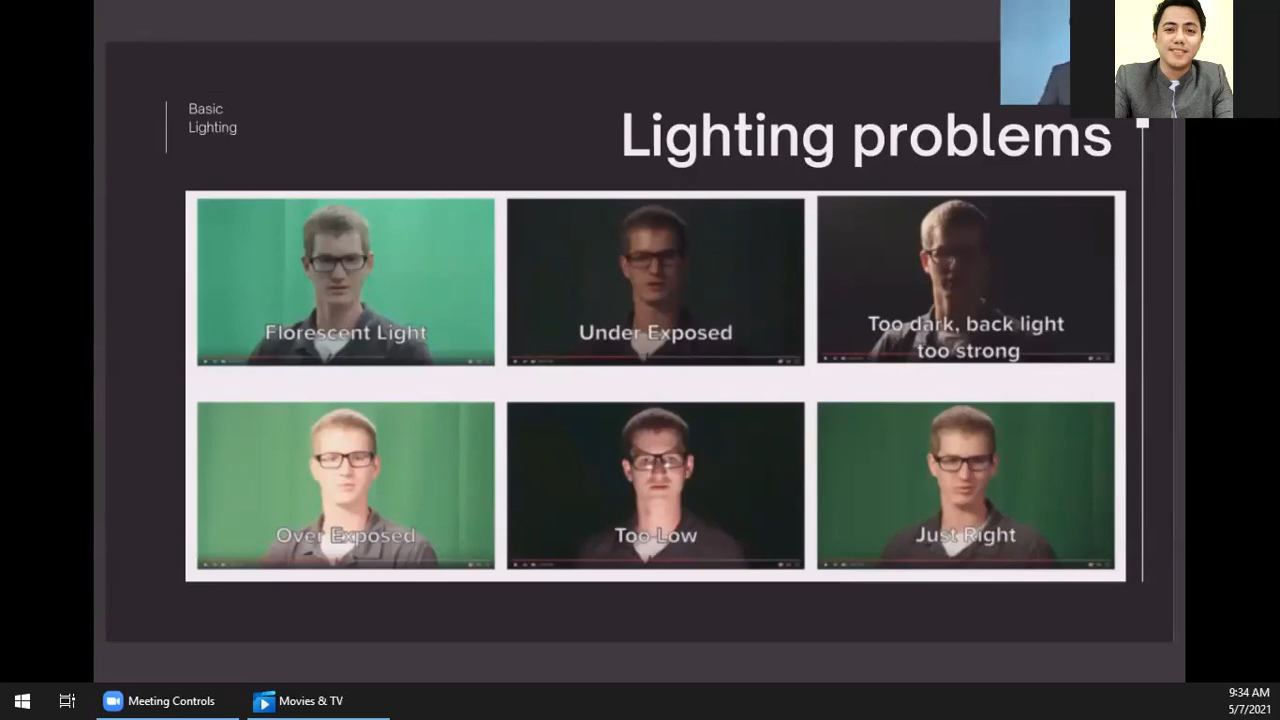 Basic
Lighting
Lighting problems
Florescent Light
Under Exposed
Too dark, back light
too strong
Over Exposed
Too Low
Just Right
Meeting Controls
Movies & TV
9:34 AM
5/7/2021